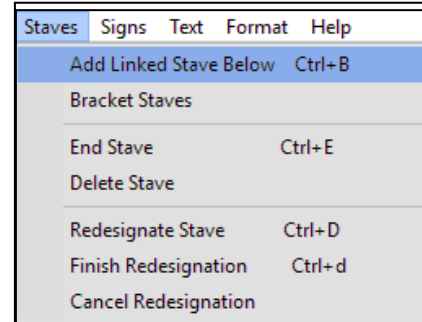 Staves Signs Text Format Help
Add Linked Stave Below Ctrl+B
Bracket Staves
End Stave Ctrl+E
Delete Stave
Redesignate Stave Ctrl+D
Finish Redesignation Ctrl+d
Cancel Redesignation